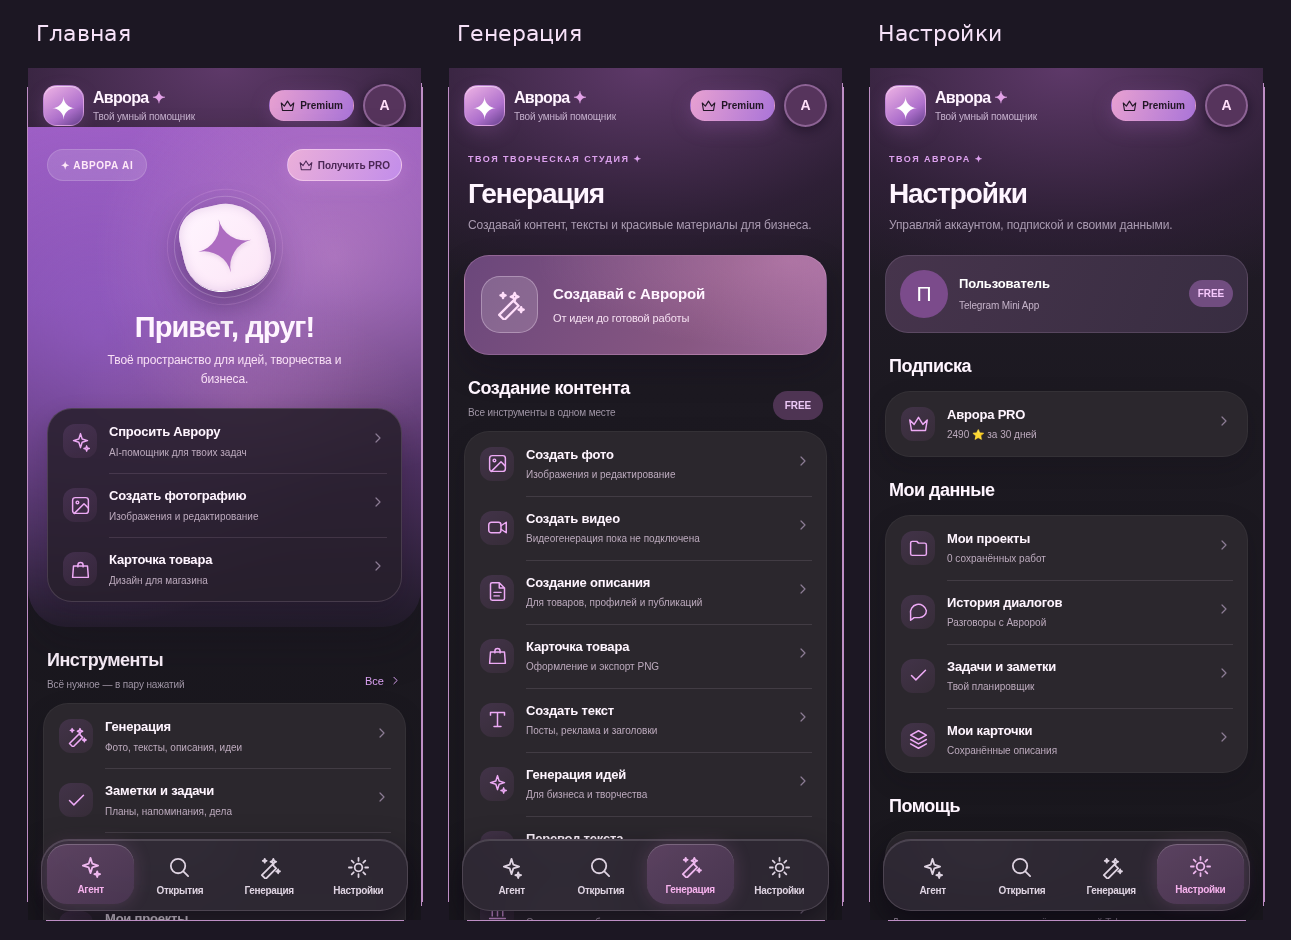 Главная
Аврора ✦
Твой умный помощник
Premium
A
✦ АВРОРА AI
Получить PRO
Привет, друг!
Твоё пространство для идей, творчества и
бизнеса.
Спросить Аврору
AI-помощник для твоих задач
Создать фотографию
Изображения и редактирование
Карточка товара
Дизайн для магазина
Инструменты
Всё нужное — в пару нажатий
Все
Генерация
Фото, тексты, описания, идеи
Заметки и задачи
Планы, напоминания, дела
Агент
Открытия
Генерация
Настройки
Мои проекты
Генерация
Аврора ✦
Твой умный помощник
Premium
A
ТВОЯ ТВОРЧЕСКАЯ СТУДИЯ ✦
Генерация
Создавай контент, тексты и красивые материалы для бизнеса.
Создавай с Авророй
От идеи до готовой работы
Создание контента
Все инструменты в одном месте
FREE
Создать фото
Изображения и редактирование
Создать видео
Видеогенерация пока не подключена
Создание описания
Для товаров, профилей и публикаций
Карточка товара
Оформление и экспорт PNG
Создать текст
Посты, реклама и заголовки
Генерация идей
Для бизнеса и творчества
Перевод текста
Агент
Открытия
Генерация
Настройки
Настройки
Аврора ✦
Твой умный помощник
Premium
A
ТВОЯ АВРОРА ✦
Настройки
Управляй аккаунтом, подпиской и своими данными.
П
Пользователь
Telegram Mini App
FREE
Подписка
Аврора PRO
2490 ⭐ за 30 дней
Мои данные
Мои проекты
0 сохранённых работ
История диалогов
Разговоры с Авророй
Задачи и заметки
Твой планировщик
Мои карточки
Сохранённые описания
Помощь
Агент
Открытия
Генерация
Настройки